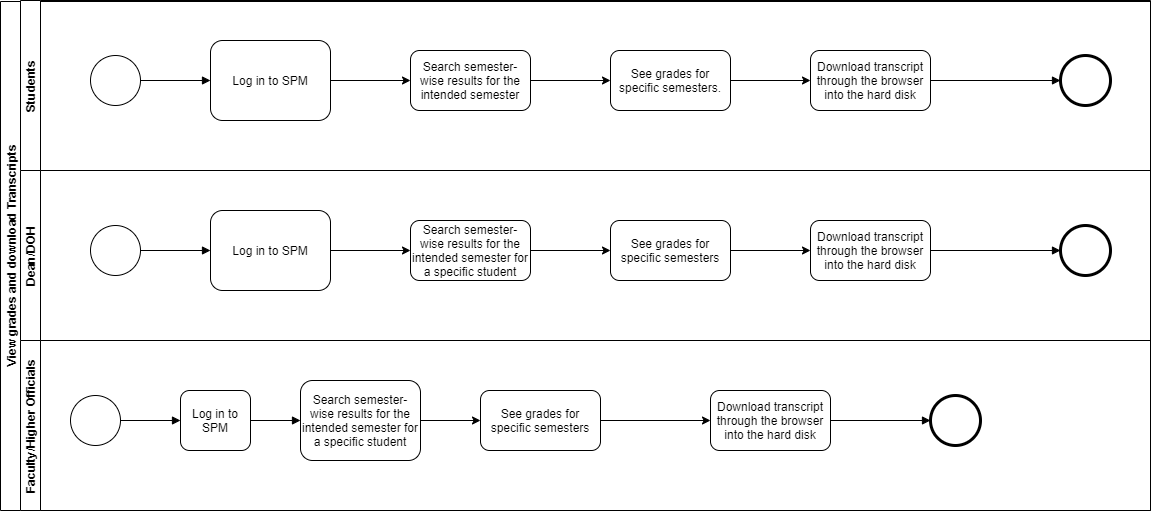 View grades and download Transcripts
Students
Log in to SPM
Search semester-
wise results for the
intended semester
See grades for
specific semesters.
Download transcript
through the browser
into the hard disk
Dean/DOH
Log in to SPM
Search semester-
wise results for the
intended semester for
a specific student
See grades for
specific semesters
Download transcript
through the browser
into the hard disk
Faculty/Higher Officials
Log in to
SPM
Search semester-
wise results for the
intended semester for
a specific student
See grades for
specific semesters
Download transcript
through the browser
into the hard disk